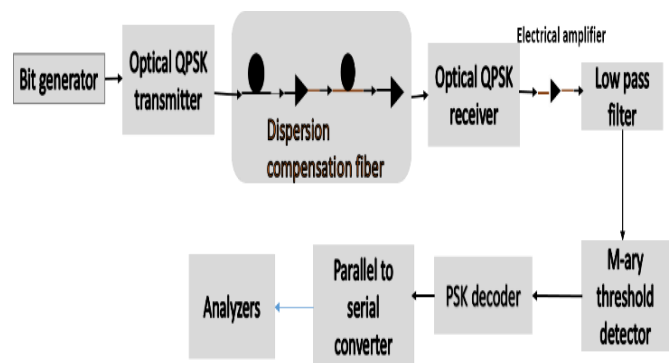 Electrical amplifier
Bit generator
Optical QPSK
transmitter
Dispersion
compensation fiber
Optical QPSK
receiver
Low pass
filter
M-ary
threshold
detector
PSK decoder
Parallel to
serial
converter
Analyzers